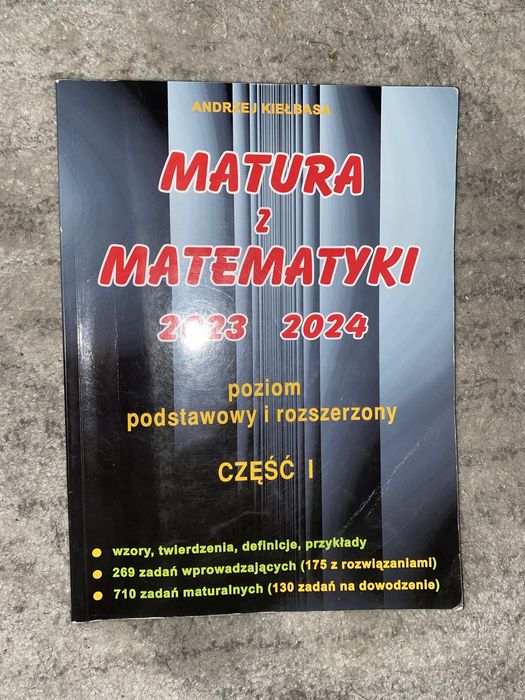 ANDRZEJ KIEŁBASA
MATURA
Z
MATEMATYKI
2023 2024
poziom
podstawowy i rozszerzony
CZĘŚĆ I
wzory, twierdzenia, definicje, przykłady
269 zadań wprowadzających (175 z rozwiązaniami)
710 zadań maturalnych (130 zadań na dowodzenie)